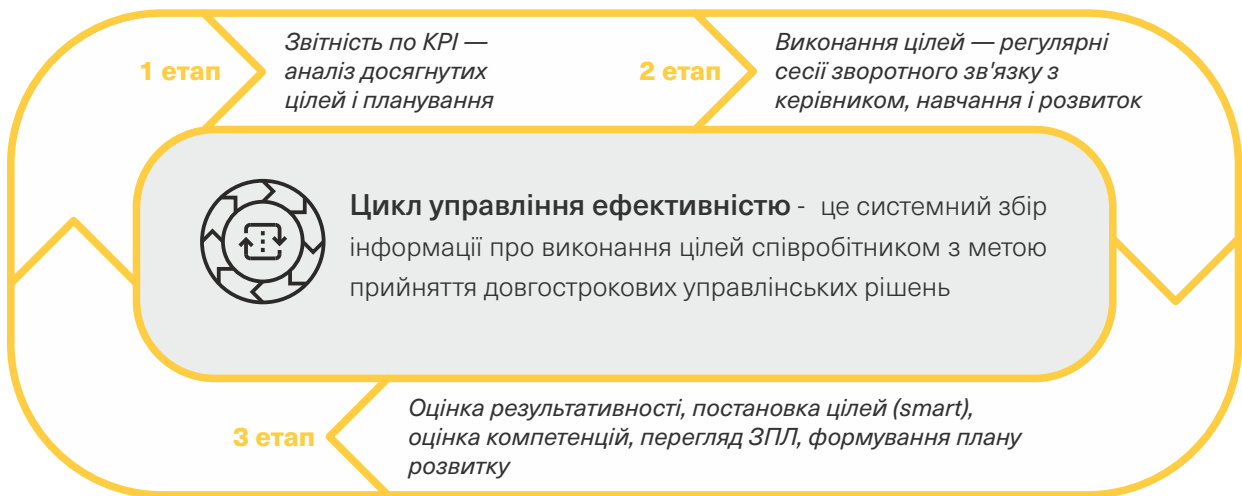 1 етап
Звітність по KPI —
аналіз досягнутих
цілей і планування
2 етап
Виконання цілей — регулярні
сесії зворотного зв'язку з
керівником, навчання і розвиток
Цикл управління ефективністю - це системний збір
інформації про виконання цілей співробітником з метою
прийняття довгострокових управлінських рішень
3 етап
Оцінка результативності, постановка цілей (smart),
оцінка компетенцій, перегляд ЗПЛ, формування плану
розвитку